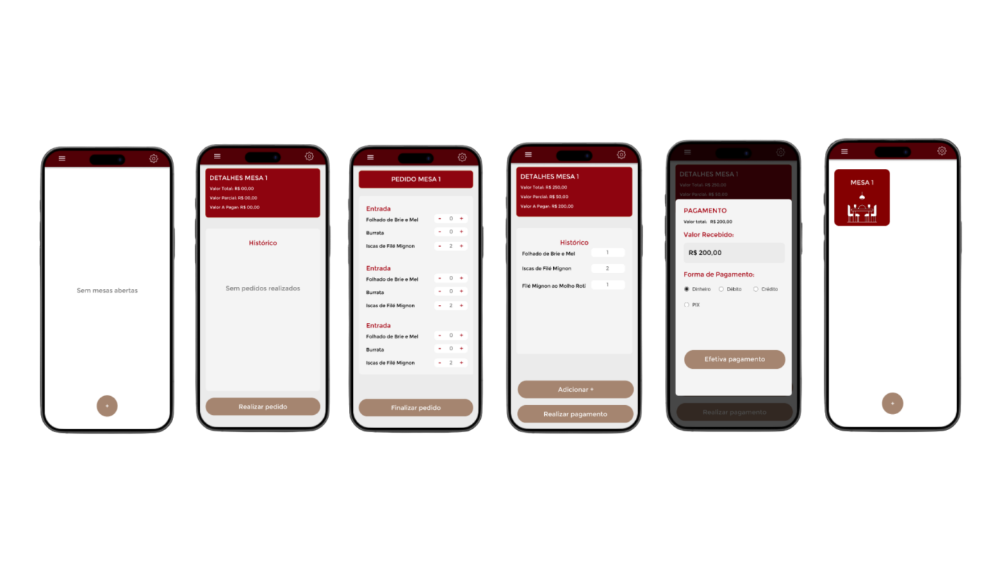 Sem mesas abertas
+
DETALHES MESA 1
Valor Total: R$ 00,00
Valor Parcial: R$ 00,00
Valor A Pagar: R$ 00,00
Histórico
Sem pedidos realizados
Realizar pedido
PEDIDO MESA 1
Entrada
Folhado de Brie e Mel - 0 +
Burrata - 0 +
Iscas de Filé Mignon - 2 +
Entrada
Folhado de Brie e Mel - 0 +
Burrata - 0 +
Iscas de Filé Mignon - 2 +
Entrada
Folhado de Brie e Mel - 0 +
Burrata - 0 +
Iscas de Filé Mignon - 2 +
Finalizar pedido
DETALHES MESA 1
Valor Total: R$ 250,00
Valor Parcial: R$ 50,00
Valor A Pagar: R$ 200,00
Histórico
Folhado de Brie e Mel 1
Iscas de Filé Mignon 2
Filé Mignon ao Molho Roti 1
Adicionar +
Realizar pagamento
DETALHES MESA 1
Valor Total: R$ 250,00
Valor Parcial: R$ 50,00
PAGAMENTO
Valor total: R$ 200,00
Valor Recebido:
R$ 200,00
Forma de Pagamento:
Dinheiro Débito Crédito
PIX
Efetiva pagamento
Realizar pagamento
MESA 1
+